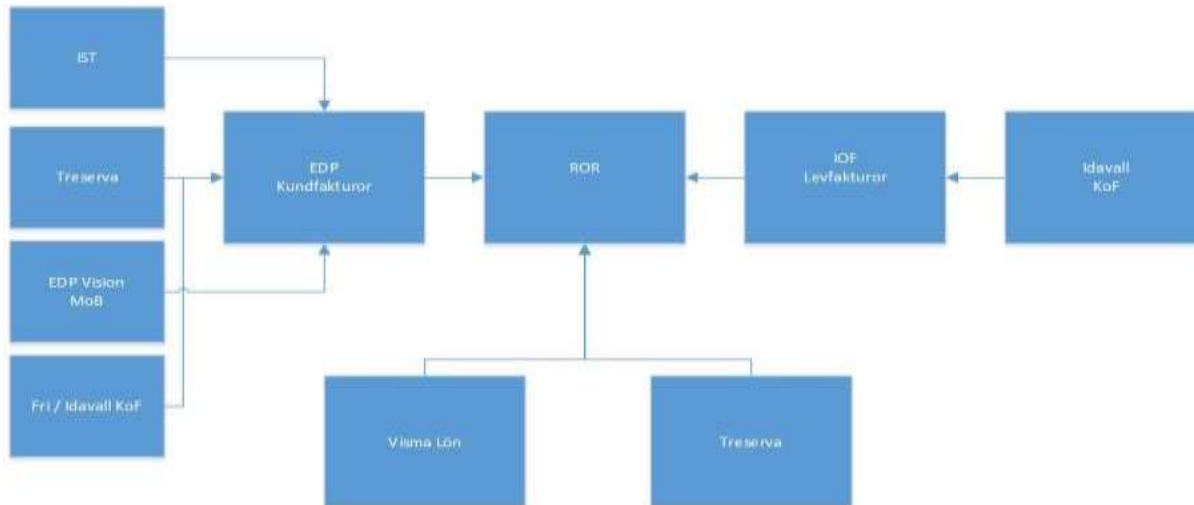 IST
Treserva
EDP Vision
MoB
Fri / Idavall KoF
EDP
Kundfakturor
ROR
IOF
Levfakturor
Idavall
KoF
Visma Lön
Treserva